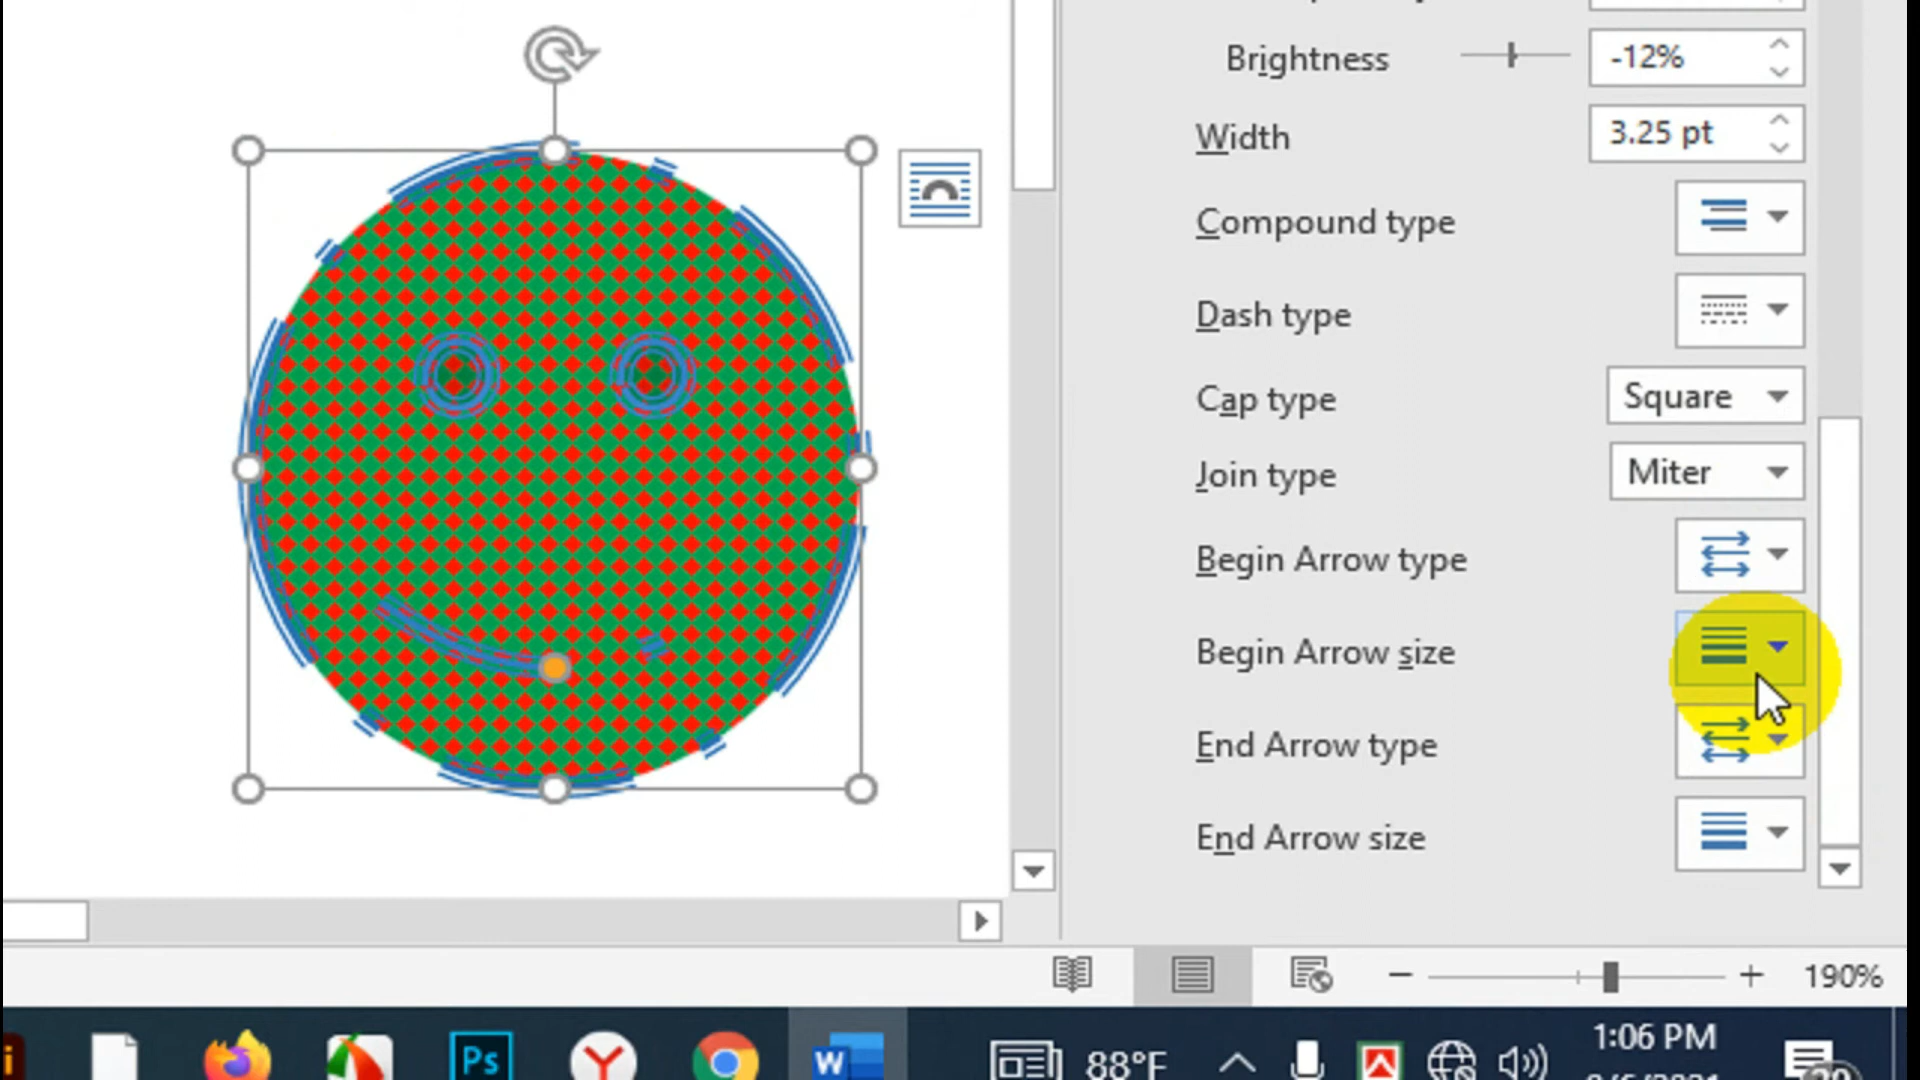 Brightness -12%
Width 3.25 pt
Compound type
Dash type
Cap type Square
Join type Miter
Begin Arrow type
Begin Arrow size
End Arrow type
End Arrow size
190%
i Ps W 88°F 1:06 PM